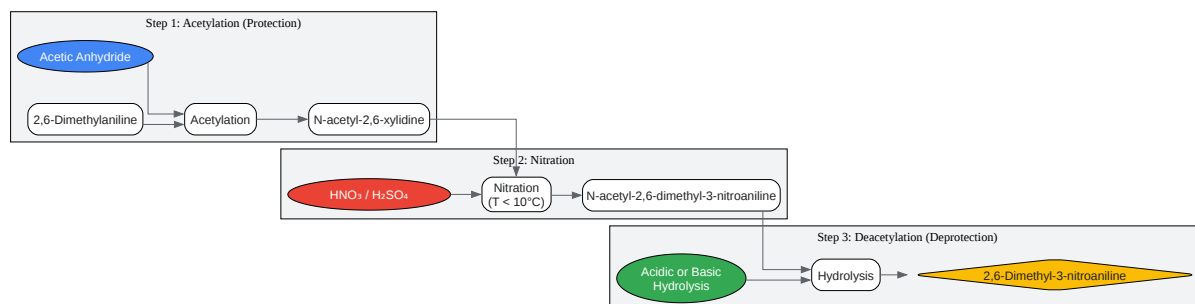 Step 1: Acetylation (Protection)
Acetic Anhydride
2,6-Dimethylaniline
Acetylation
N-acetyl-2,6-xylidine
Step 2: Nitration
HNO₃ / H₂SO₄
Nitration
(T < 10°C)
N-acetyl-2,6-dimethyl-3-nitroaniline
Step 3: Deacetylation (Deprotection)
Acidic or Basic
Hydrolysis
Hydrolysis
2,6-Dimethyl-3-nitroaniline